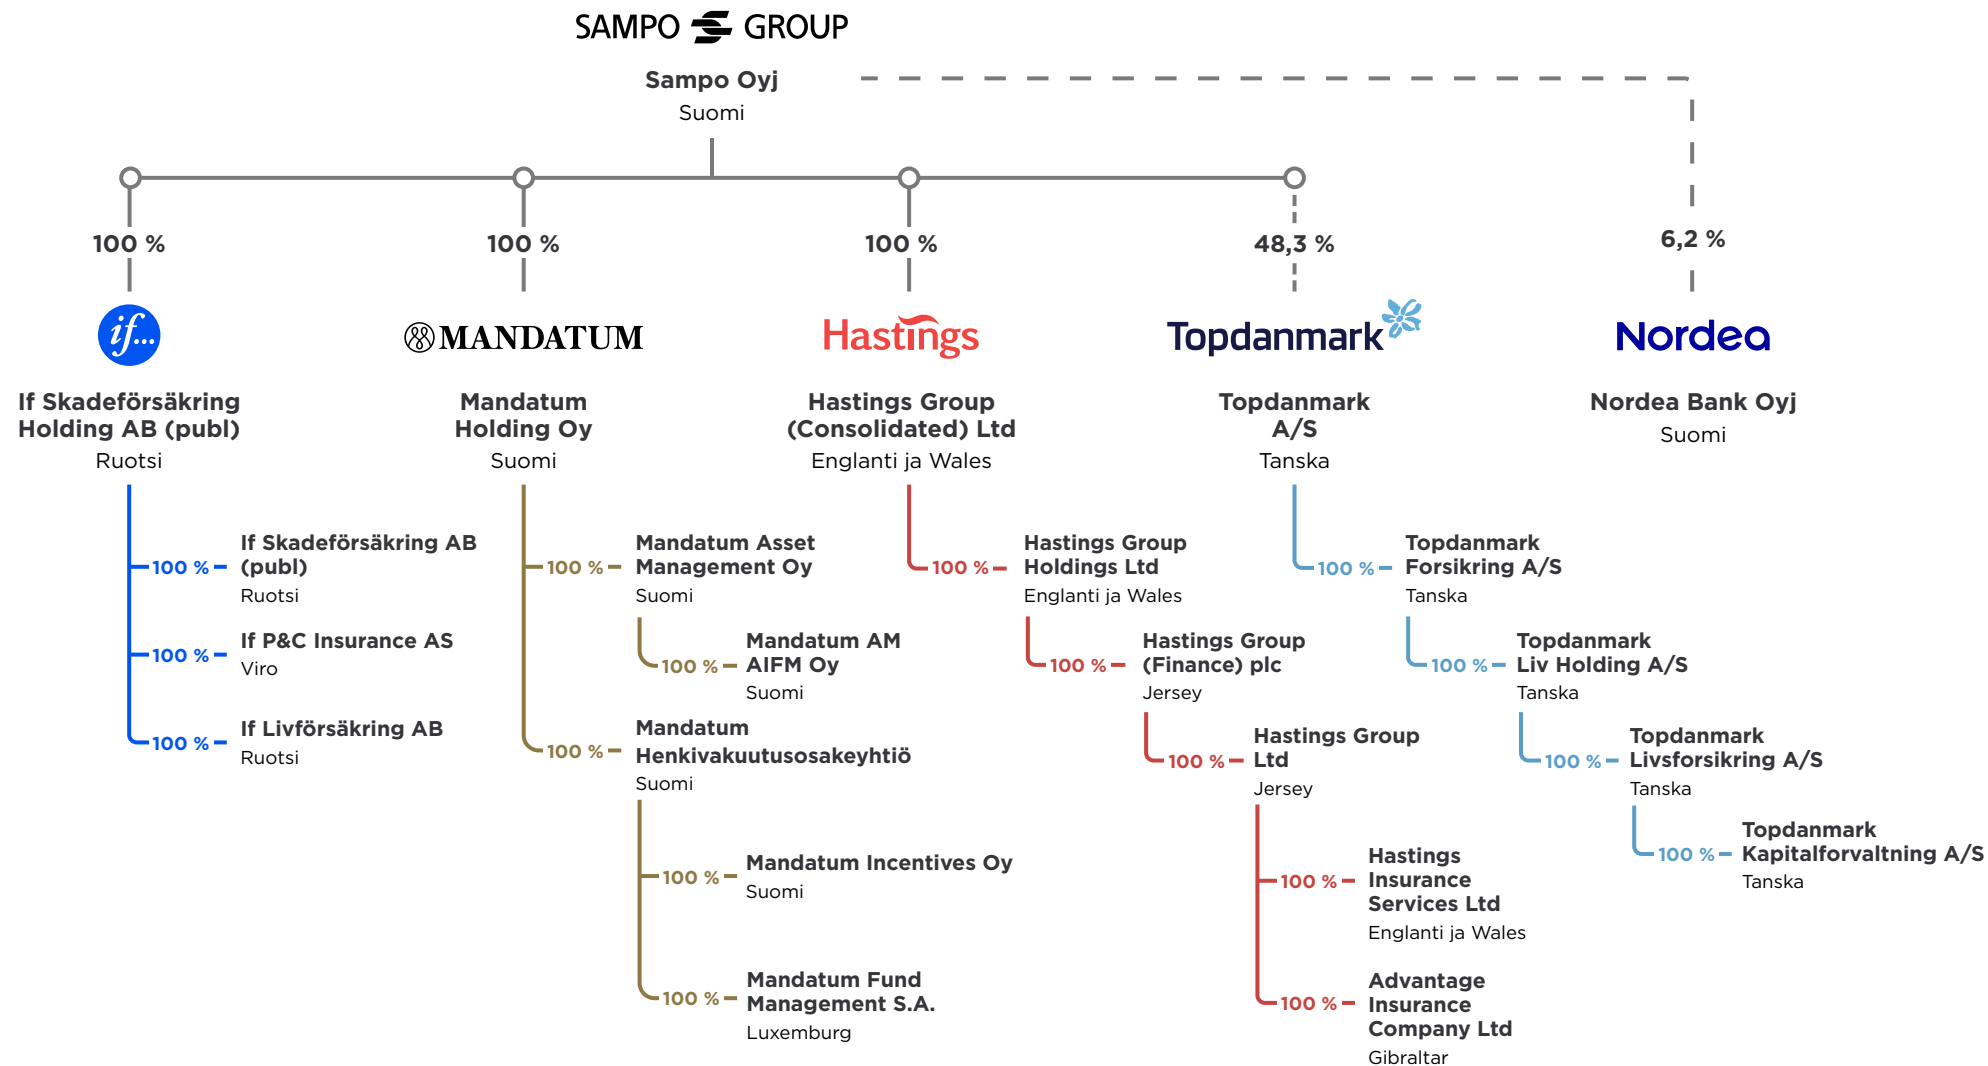 SAMPO GROUP
Sampo Oyj
Suomi
100 %
100 %
100 %
48,3 %
6,2 %
if...
MANDATUM
Hastings
Topdanmark
Nordea
If Skadeförsäkring
Holding AB (publ)
Ruotsi
100 %
If Skadeförsäkring AB
(publ)
Ruotsi
100 %
If P&C Insurance AS
Viro
100 %
If Livförsäkring AB
Ruotsi
Mandatum
Holding Oy
Suomi
100 %
Mandatum Asset
Management Oy
Suomi
100 %
Mandatum AM
AIFM Oy
Suomi
100 %
Mandatum
Henkivakuutusosakeyhtiö
Suomi
100 %
Mandatum Incentives Oy
Suomi
100 %
Mandatum Fund
Management S.A.
Luxemburg
Hastings Group
(Consolidated) Ltd
Englanti ja Wales
100 %
Hastings Group
Holdings Ltd
Englanti ja Wales
100 %
Hastings Group
(Finance) plc
Jersey
100 %
Hastings Group
Ltd
Jersey
100 %
Hastings
Insurance
Services Ltd
Englanti ja Wales
100 %
Advantage
Insurance
Company Ltd
Gibraltar
Topdanmark
A/S
Tanska
100 %
Topdanmark
Forsikring A/S
Tanska
100 %
Topdanmark
Liv Holding A/S
Tanska
100 %
Topdanmark
Livsforsikring A/S
Tanska
100 %
Topdanmark
Kapitalforvaltning A/S
Tanska
Nordea Bank Oyj
Suomi